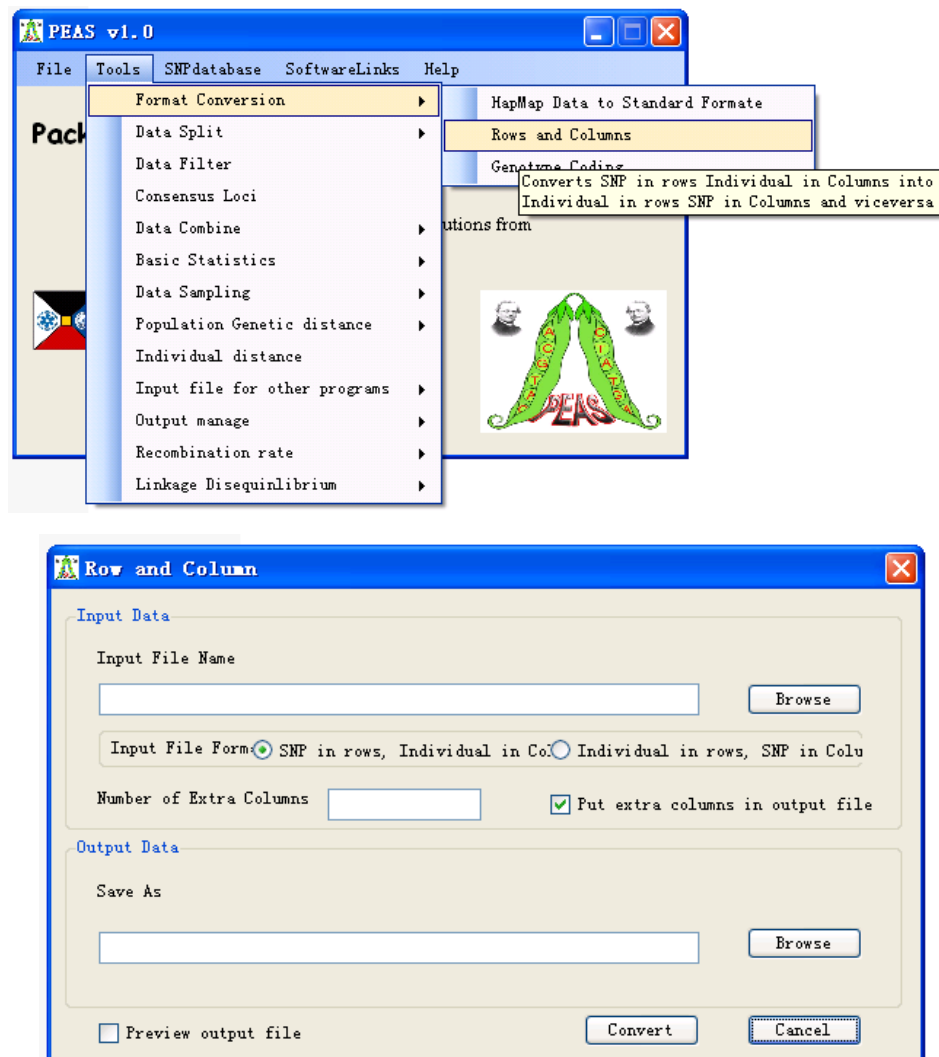 PEAS v1.0
File Tools SNPdatabase SoftwareLinks Help
Pack
Format Conversion
Data Split
Data Filter
Consensus Loci
Data Combine
Basic Statistics
Data Sampling
Population Genetic distance
Individual distance
Input file for other programs
Output manage
Recombination rate
Linkage Disequinlibrium
HapMap Data to Standard Formate
Rows and Columns
Genotype Coding
Converts SNP in rows Individual in Columns into
Individual in rows SNP in Columns and viceversa
utions from
PEAS
Row and Column
Input Data
Input File Name
Browse
Input File Form SNP in rows, Individual in Co Individual in rows, SNP in Colu
Number of Extra Columns Put extra columns in output file
Output Data
Save As
Browse
Preview output file Convert Cancel